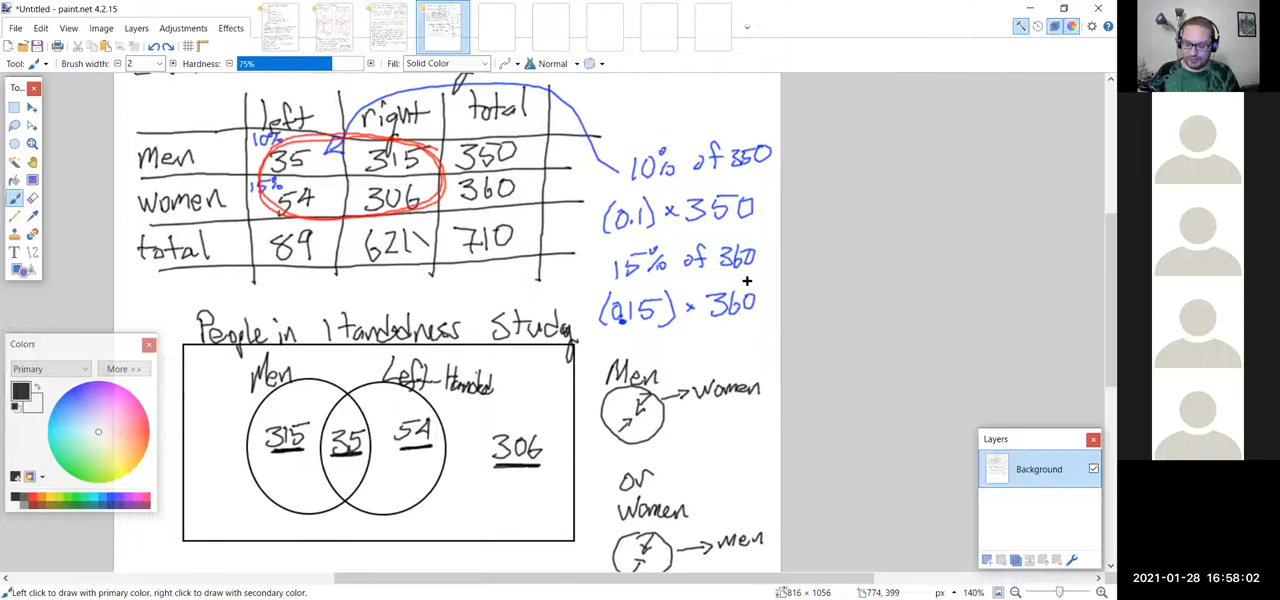 *Untitled - paint.net 4.2.15
File Edit View Image Layers Adjustments Effects
Tool: Brush width: 2 Hardness: 75% Fill: Solid Color Normal
To...
left right total
10%
Men 35 315 350
15%
women 54 306 360
total 89 621 710
10% of 350
(0.1) × 350
15% of 360
(0.15) × 360
People in Handedness Study
Men Left Handed
315 35 54 306
Men
→ women
or
women
→ men
Colors
Primary More >>
Layers
Background
2021-01-28 16:58:02
Left click to draw with primary color, right click to draw with secondary color. 816 × 1056 774, 399 px 140%